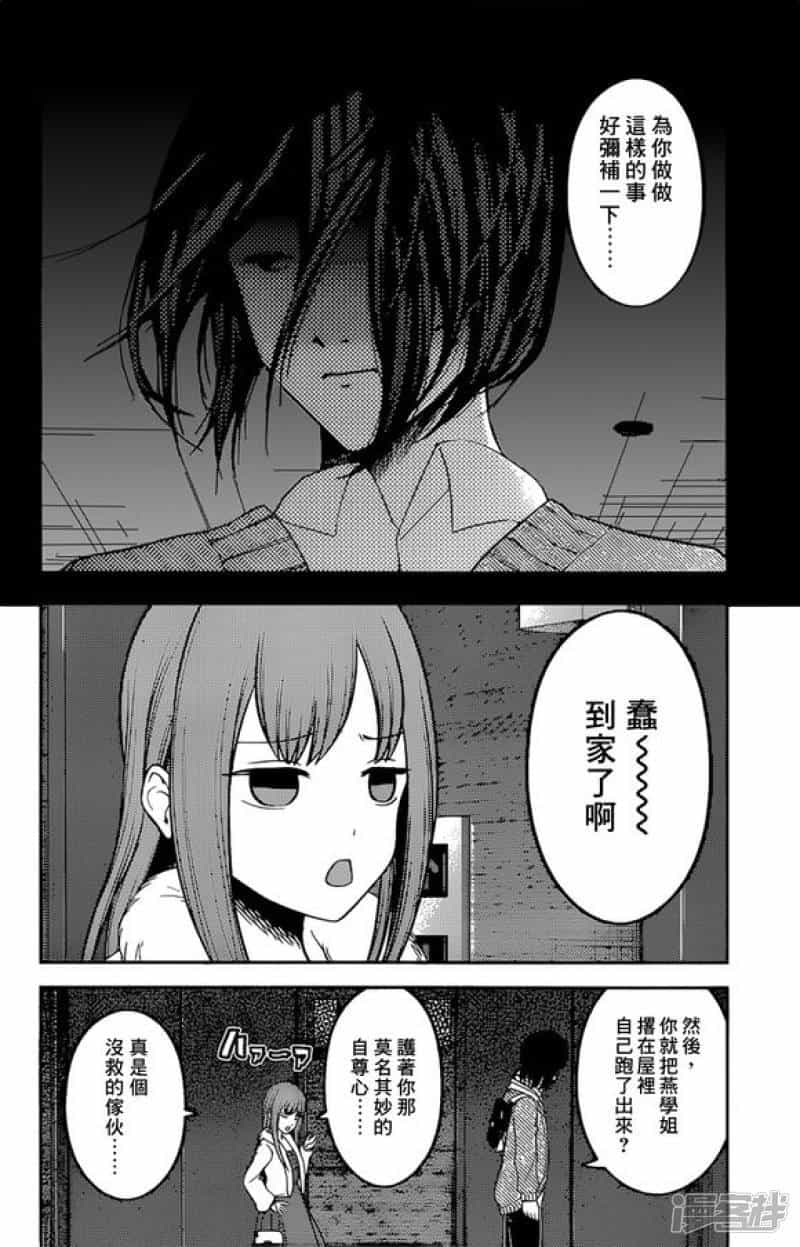 為你做做
這樣的事
好彌補一下……
蠢~~~~
到家了啊
然後，
你就把燕學姐
撂在屋裡
自己跑了出來？
護著你那
莫名其妙的
自尊心……
ハァーァ
真是個
沒救的傢伙
……
漫客栈